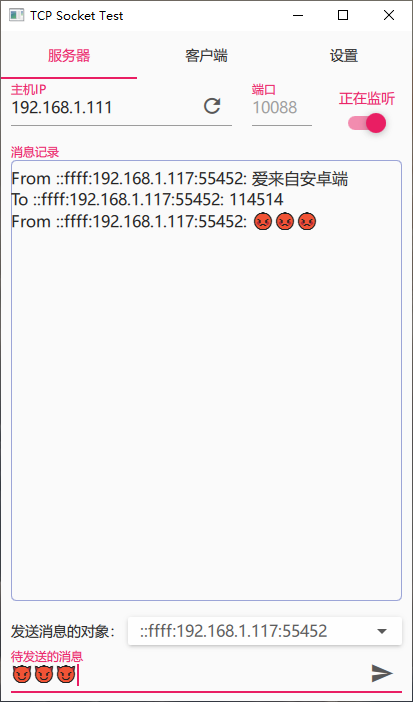 TCP Socket Test
服务器 客户端 设置
主机IP 端口
192.168.1.111 10088 正在监听
消息记录
From ::ffff:192.168.1.117:55452: 爱来自安卓端
To ::ffff:192.168.1.117:55452: 114514
From ::ffff:192.168.1.117:55452: 😡😡😡
发送消息的对象： ::ffff:192.168.1.117:55452
待发送的消息
😈😈😈